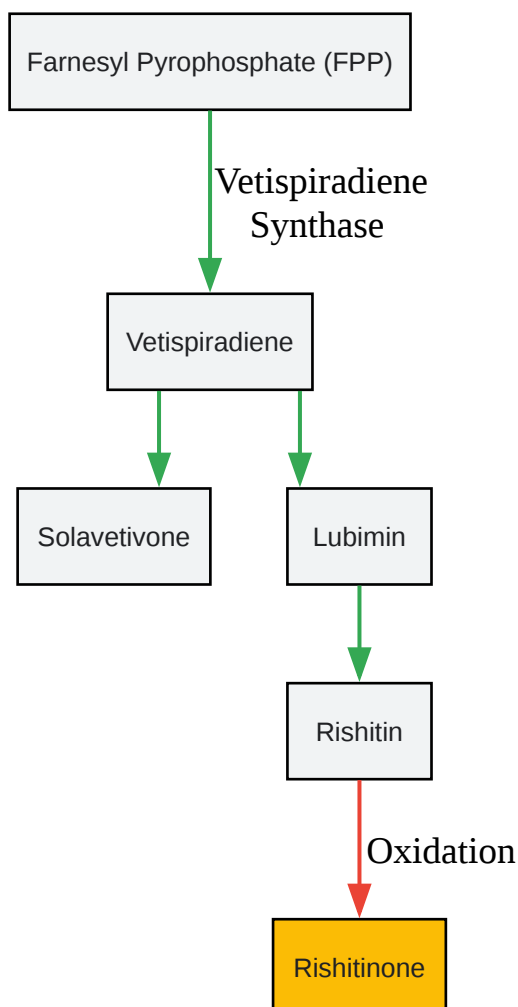 Farnesyl Pyrophosphate (FPP)
Vetispiradiene
Synthase
Vetispiradiene
Solavetivone
Lubimin
Rishitin
Oxidation
Rishitinone